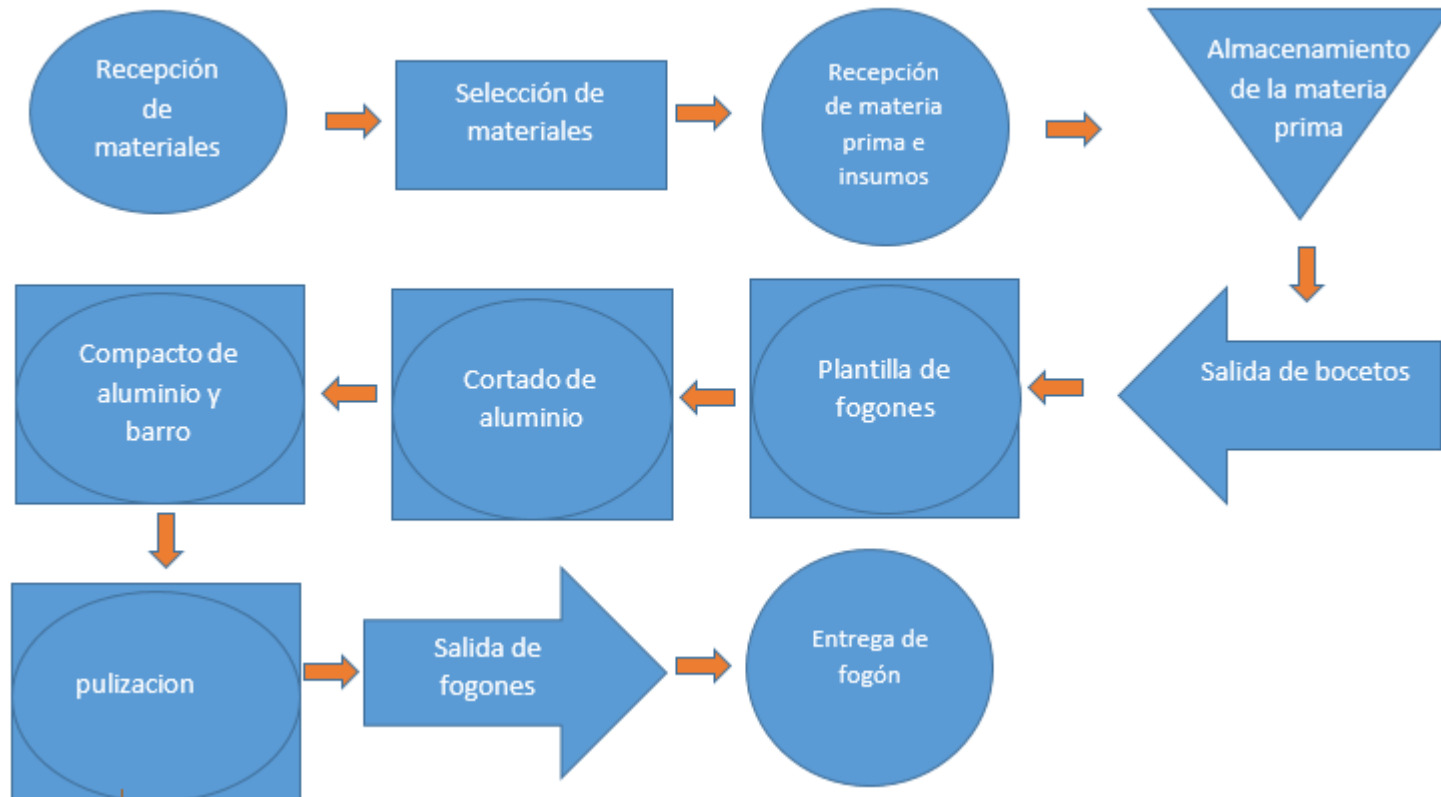 Recepción
de
materiales
Selección de
materiales
Recepción
de materia
prima e
insumos
Almacenamiento
de la materia
prima
Salida de bocetos
Plantilla de
fogones
Cortado de
aluminio
Compacto de
aluminio y
barro
pulizacion
Salida de
fogones
Entrega de
fogón